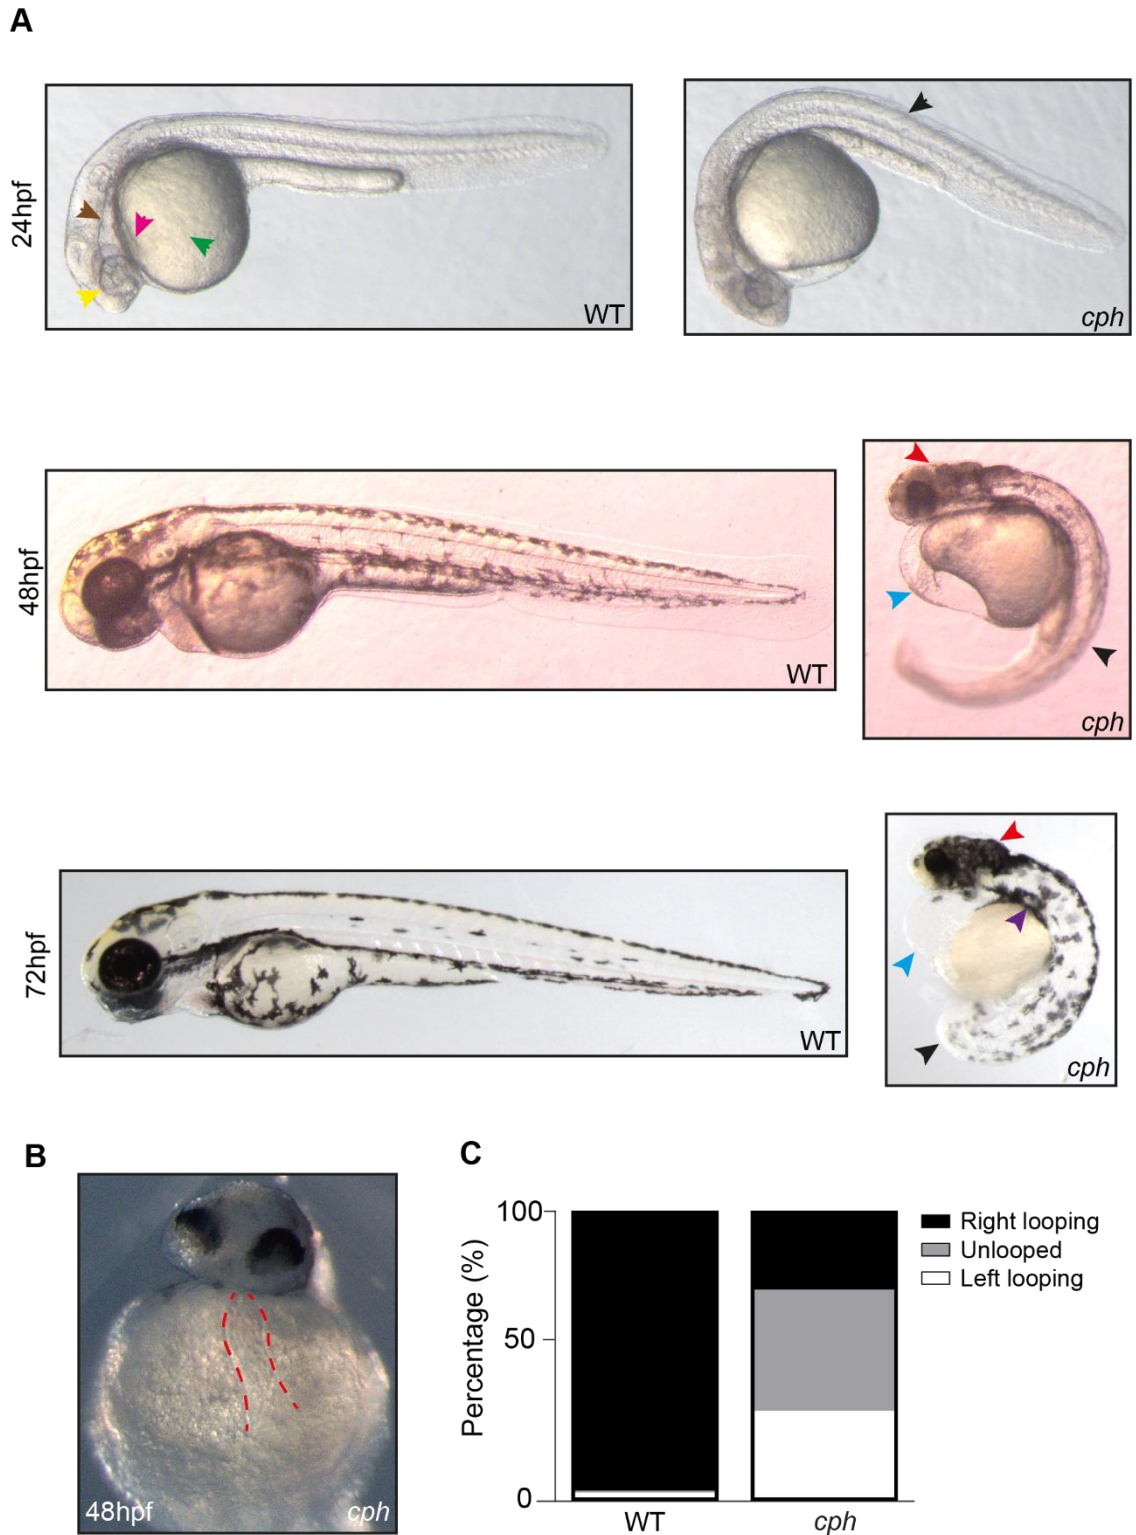 A
24hpf
WT
cph
48hpf
WT
cph
72hpf
WT
cph
B
48hpf
cph
C
Percentage (%)
100
50
0
WT
cph
Right looping
Unlooped
Left looping